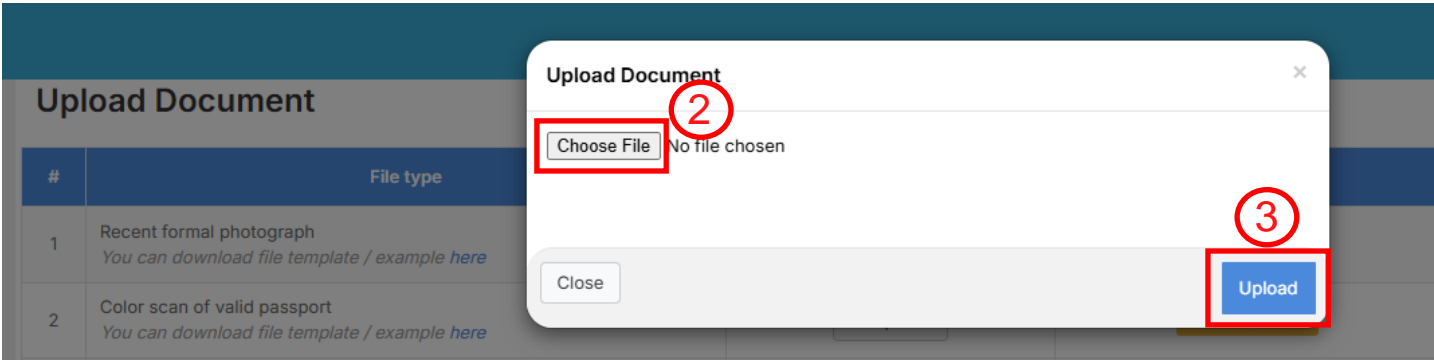 Upload Document
×
2
Choose File No file chosen
3
Close
Upload
Upload Document
# File type
1 Recent formal photograph
You can download file template / example here
2 Color scan of valid passport
You can download file template / example here